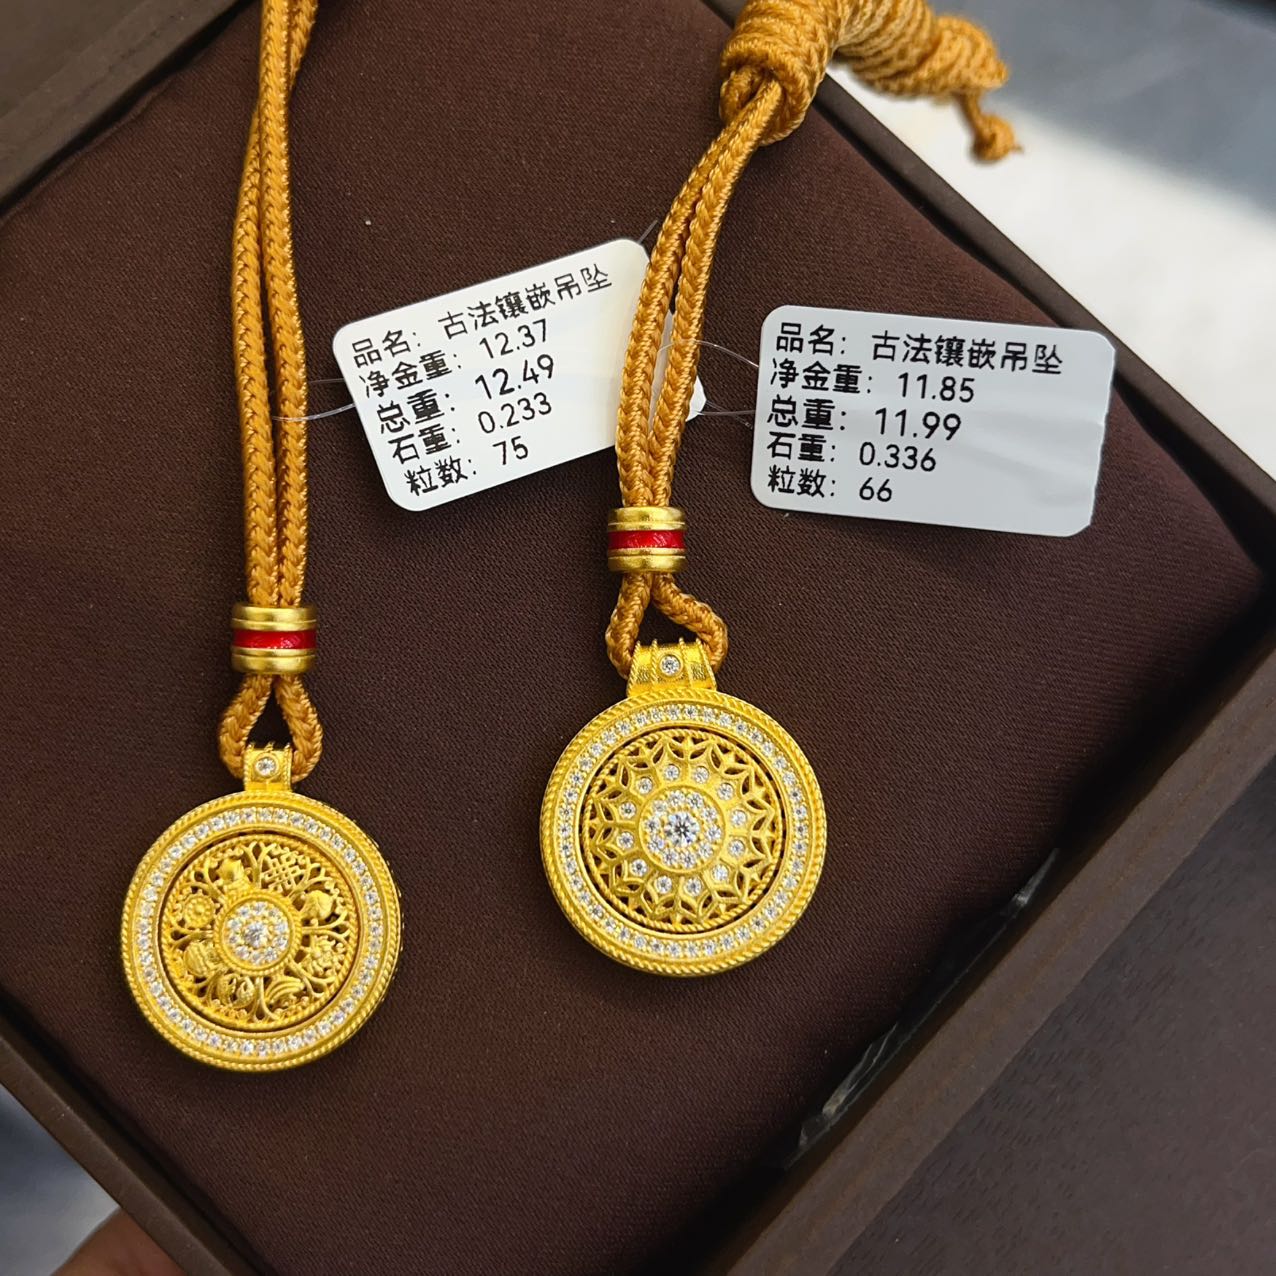 品名：古法镶嵌吊坠
净金重：12.37
总重：12.49
石重：0.233
粒数：75
品名：古法镶嵌吊坠
净金重：11.85
总重：11.99
石重：0.336
粒数：66